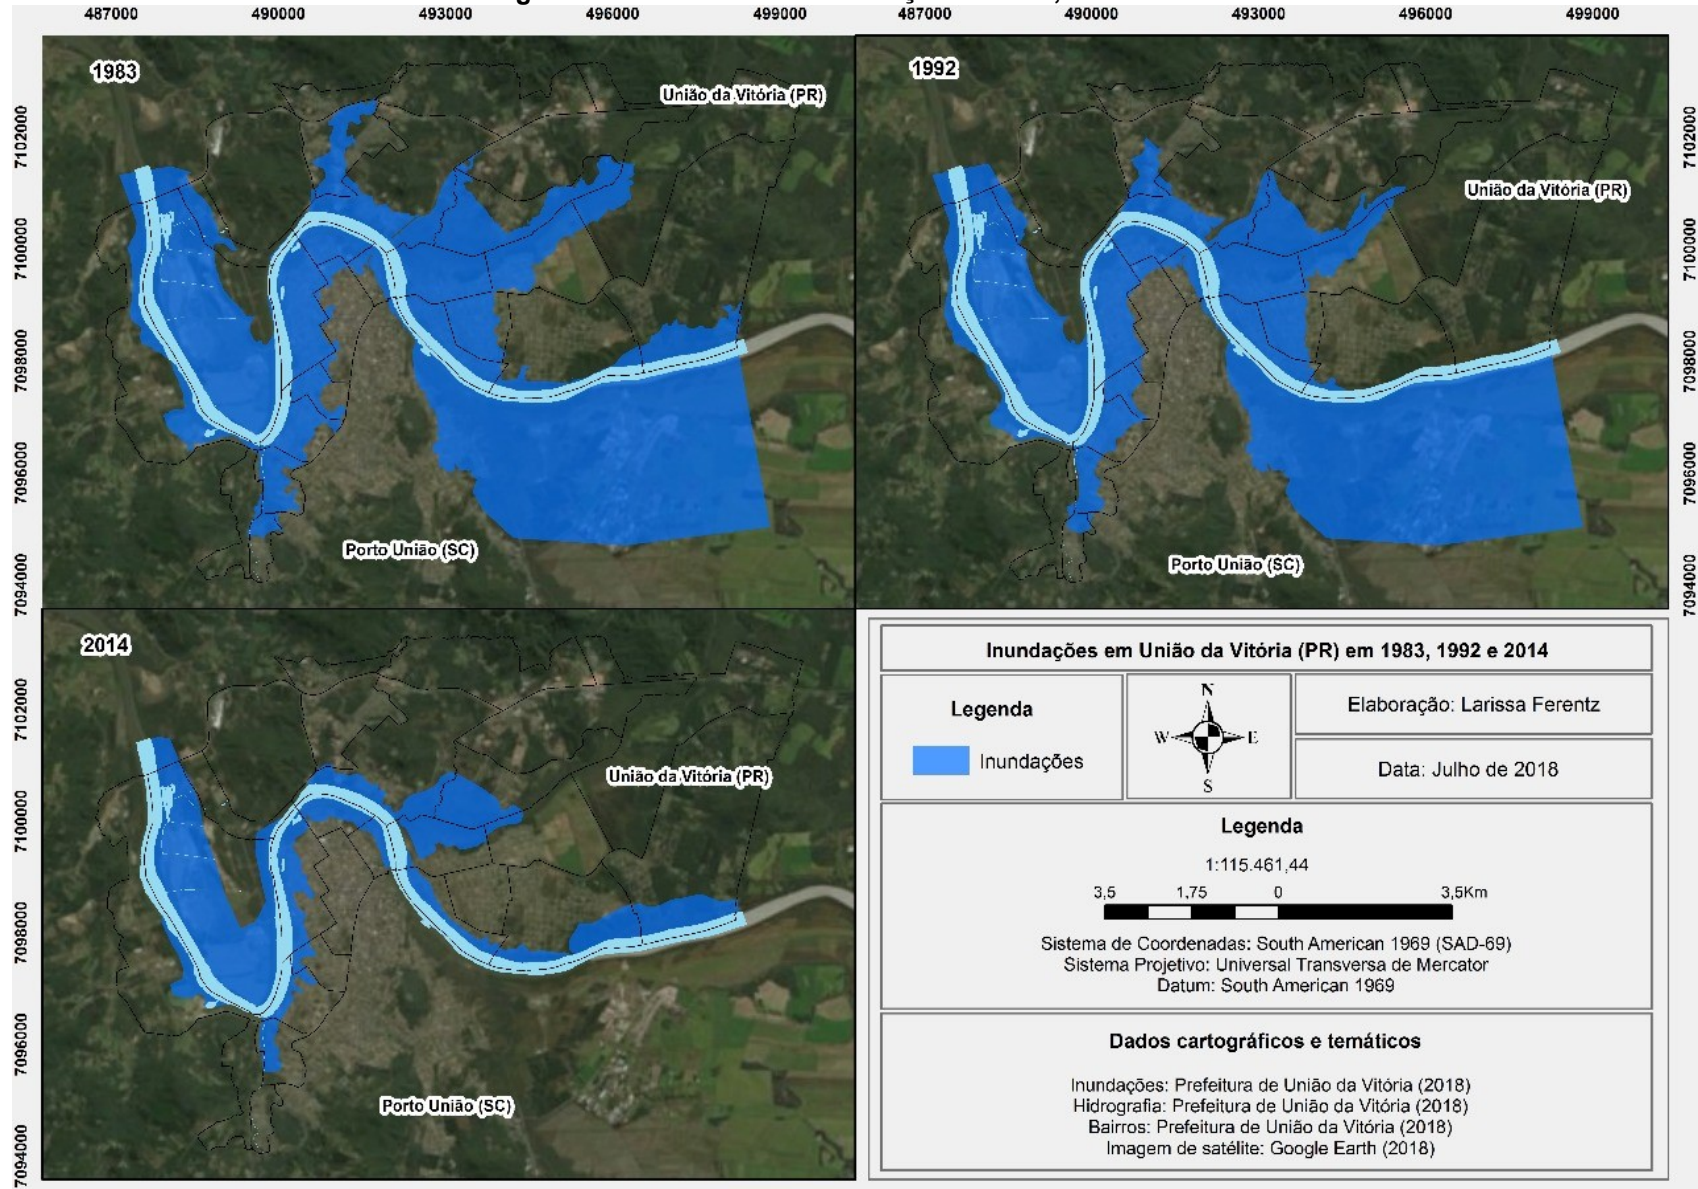 487000 490000 493000 496000 499000 487000 490000 493000 496000 499000
1983
União da Vitória (PR)
Porto União (SC)
7102000
7100000
7098000
7096000
7094000
1992
União da Vitória (PR)
Porto União (SC)
7102000
7100000
7098000
7096000
7094000
2014
União da Vitória (PR)
Porto União (SC)
7102000
7100000
7098000
7096000
7094000
Inundações em União da Vitória (PR) em 1983, 1992 e 2014
Legenda
Inundações
N
W E
S
Elaboração: Larissa Ferentz
Data: Julho de 2018
Legenda
1:115.461,44
3,5 1,75 0 3,5Km
Sistema de Coordenadas: South American 1969 (SAD-69)
Sistema Projetivo: Universal Transversa de Mercator
Datum: South American 1969
Dados cartográficos e temáticos
Inundações: Prefeitura de União da Vitória (2018)
Hidrografia: Prefeitura de União da Vitória (2018)
Bairros: Prefeitura de União da Vitória (2018)
Imagem de satélite: Google Earth (2018)